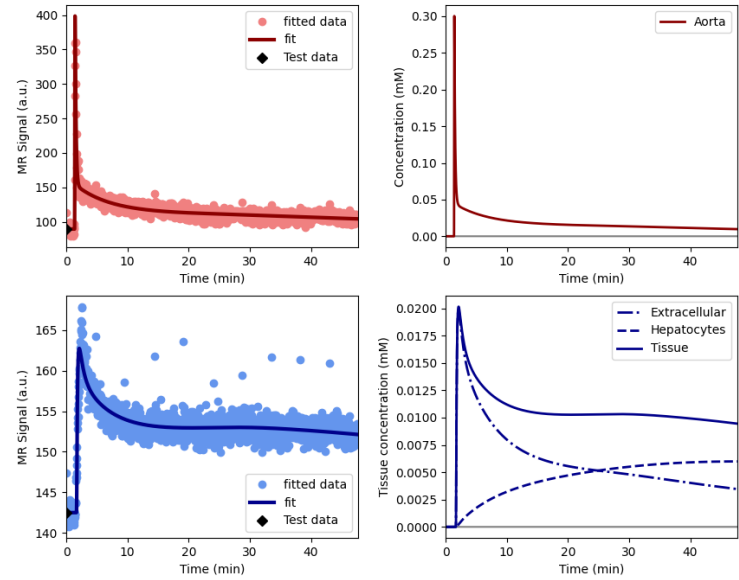 400
350
300
250
200
150
100
MR Signal (a.u.)
fitted data
fit
Test data
0 10 20 30 40
Time (min)
0.30
0.25
0.20
0.15
0.10
0.05
0.00
Concentration (mM)
Aorta
0 10 20 30 40
Time (min)
165
160
155
150
145
140
MR Signal (a.u.)
fitted data
fit
Test data
0 10 20 30 40
Time (min)
0.0200
0.0175
0.0150
0.0125
0.0100
0.0075
0.0050
0.0025
0.0000
Tissue concentration (mM)
Extracellular
Hepatocytes
Tissue
0 10 20 30 40
Time (min)